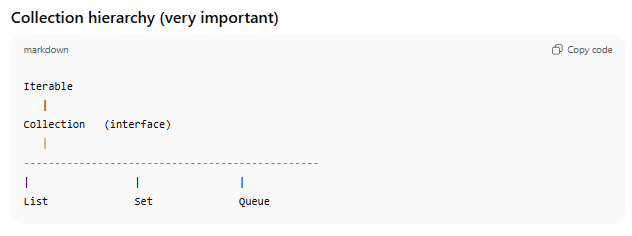 Collection hierarchy (very important)
markdown Copy code
Iterable
|
Collection (interface)
|
-----------------------------------------------
| | |
List Set Queue